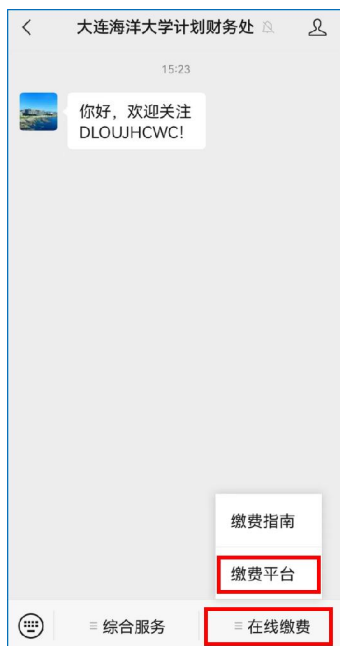 大连海洋大学计划财务处
15:23
你好，欢迎关注
DLOUJHCWC!
缴费指南
缴费平台
综合服务
在线缴费